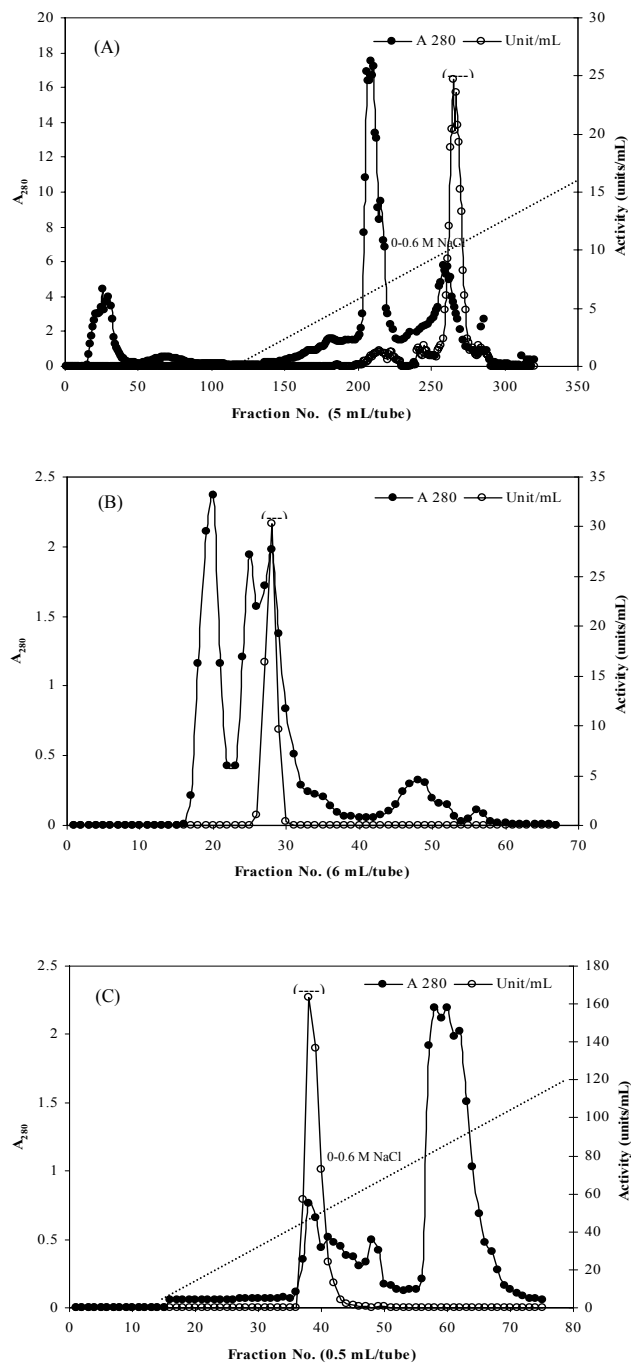 (A)
A 280 Unit/mL
20
18
16
14
12
10
8
6
4
2
0
A280
30
25
20
15
10
5
0
Activity (units/mL)
0-0.6 M NaCl
0 50 100 150 200 250 300 350
Fraction No. (5 mL/tube)
(B)
A 280 Unit/mL
2.5
2
1.5
1
0.5
0
A280
35
30
25
20
15
10
5
0
Activity (units/mL)
0 10 20 30 40 50 60 70
Fraction No. (6 mL/tube)
(C)
A 280 Unit/mL
2.5
2
1.5
1
0.5
0
A280
180
160
140
120
100
80
60
40
20
0
Activity (units/mL)
0-0.6 M NaCl
0 10 20 30 40 50 60 70 80
Fraction No. (0.5 mL/tube)